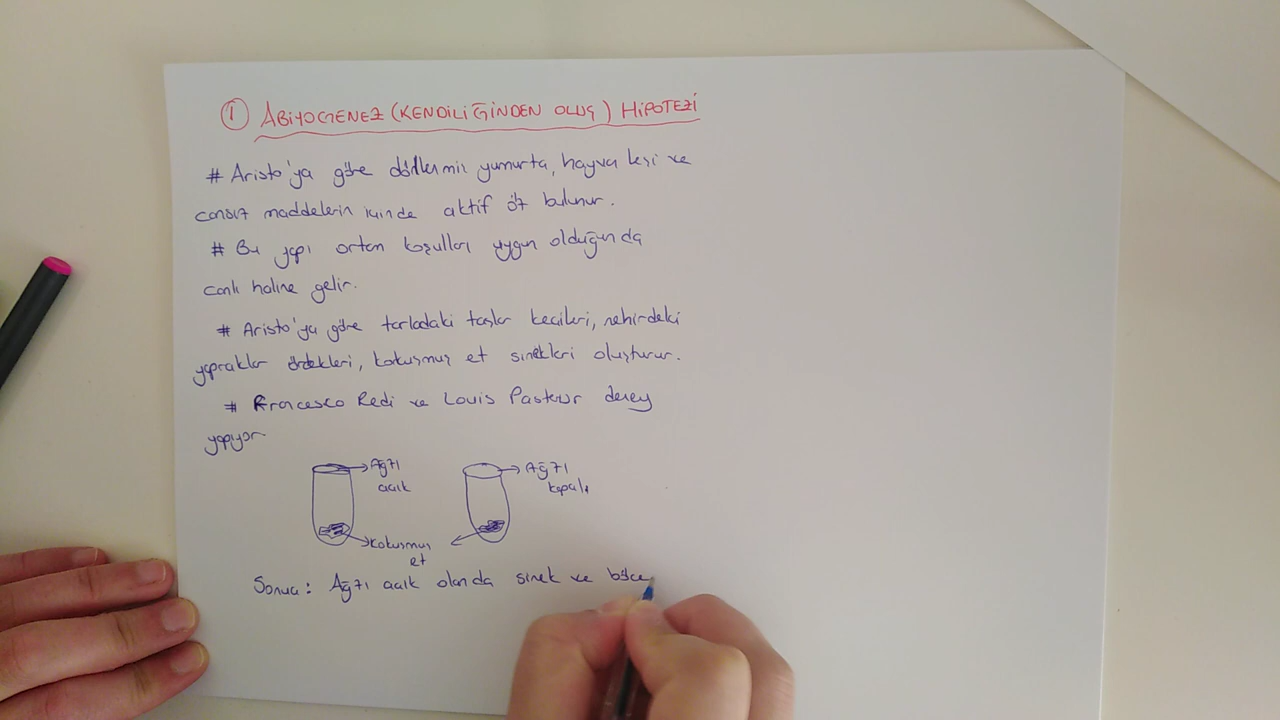 1 ABİYOGENEZ (KENDİLİĞİNDEN OLUŞ) HİPOTEZİ
# Aristo'ya göre döllenmiş yumurta, hayva leşi ve
cansız maddelerin içinde aktif öz bulunur.
# Bu yapı ortam koşulları uygun olduğunda
canlı haline gelir.
# Aristo'ya göre tarladaki taşlar keçileri, nehirdeki
yapraklar ördekleri, kokuşmuş et sinekleri oluşturur.
# Francesco Redi ve Louis Pasteur deney
yapıyor.
Ağzı
açık
Ağzı
kapalı
kokuşmuş
et
Sonuç: Ağzı açık olanda sinek ve böce